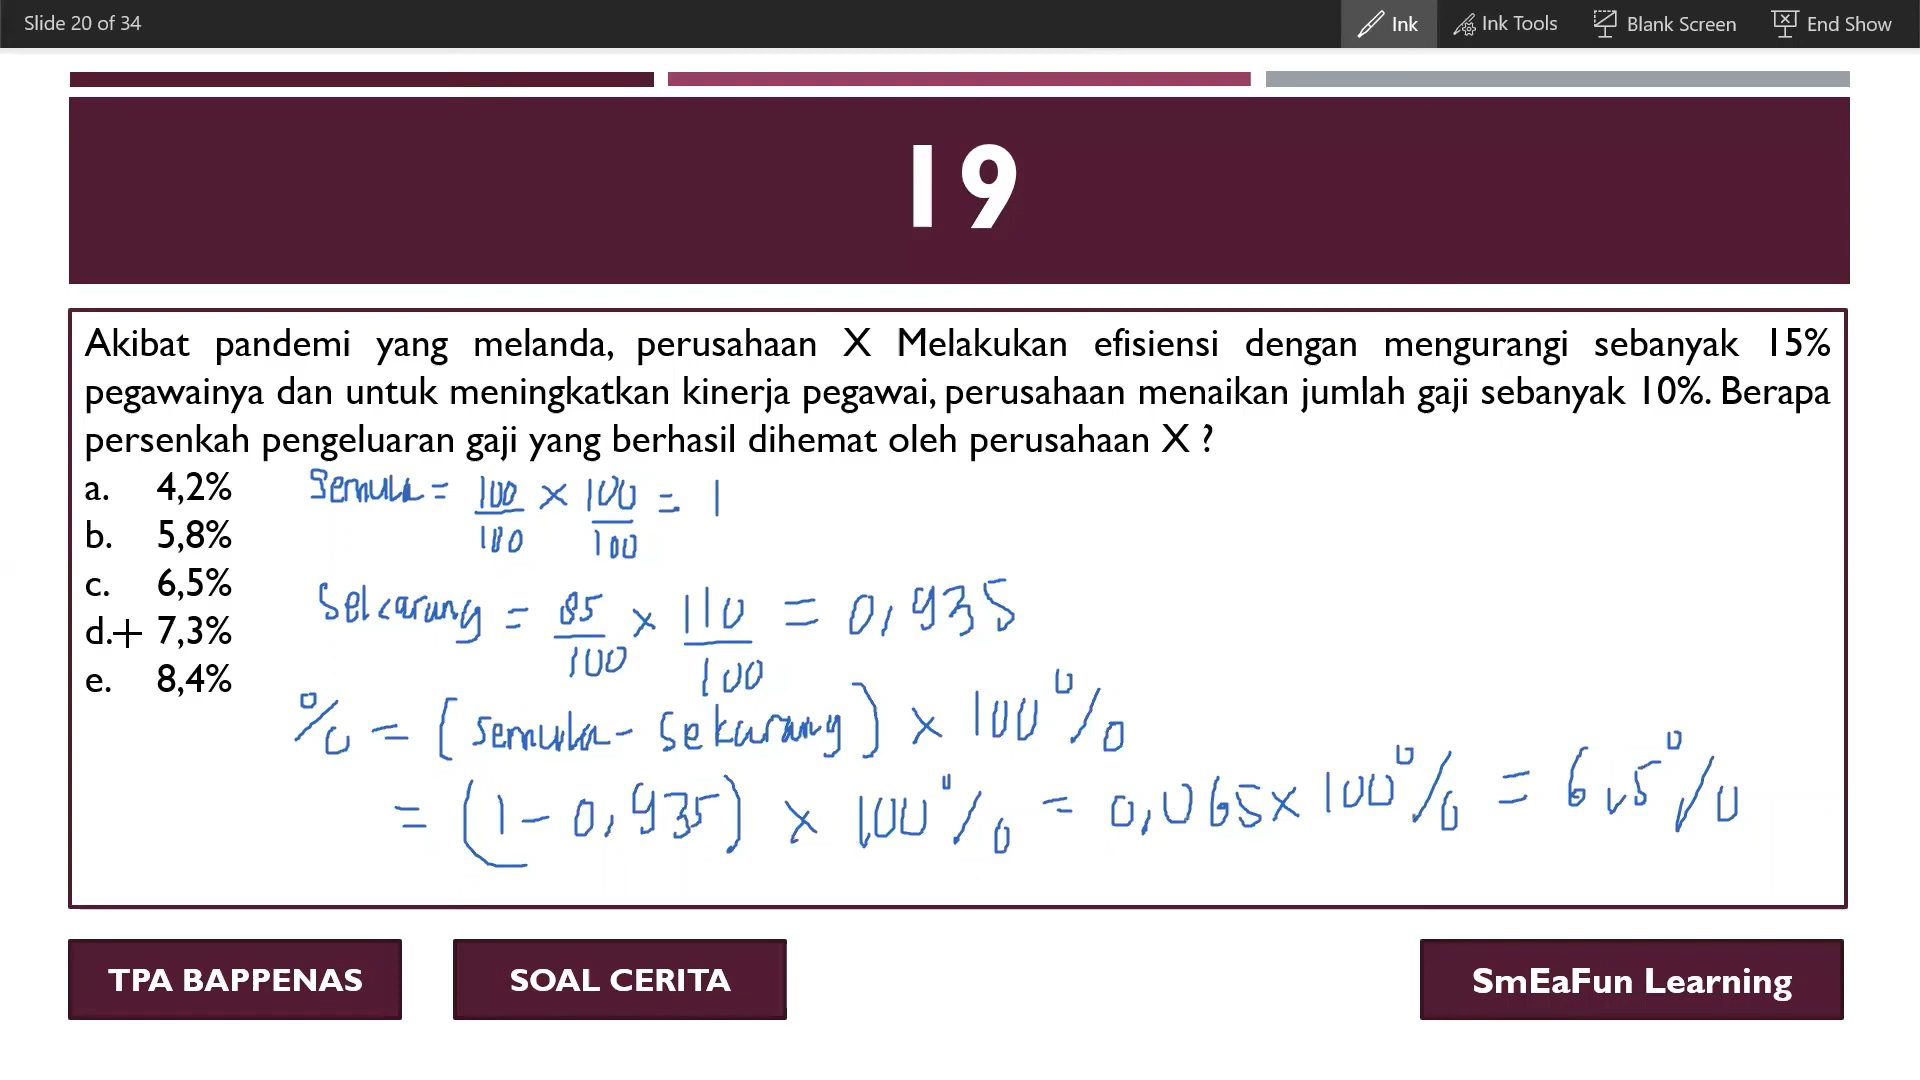 Slide 20 of 34
Ink
Ink Tools
Blank Screen
End Show
19
Akibat pandemi yang melanda, perusahaan X Melakukan efisiensi dengan mengurangi sebanyak 15%
pegawainya dan untuk meningkatkan kinerja pegawai, perusahaan menaikan jumlah gaji sebanyak 10%. Berapa
persenkah pengeluaran gaji yang berhasil dihemat oleh perusahaan X ?
a. 4,2%
b. 5,8%
c. 6,5%
d. 7,3%
e. 8,4%
Semula = 100/100 × 100/100 = 1
Sekarang = 85/100 × 110/100 = 0,935
% = (semula - sekarang) × 100%
= (1 - 0,935) × 100% = 0,065 × 100% = 6,5%
TPA BAPPENAS
SOAL CERITA
SmEaFun Learning